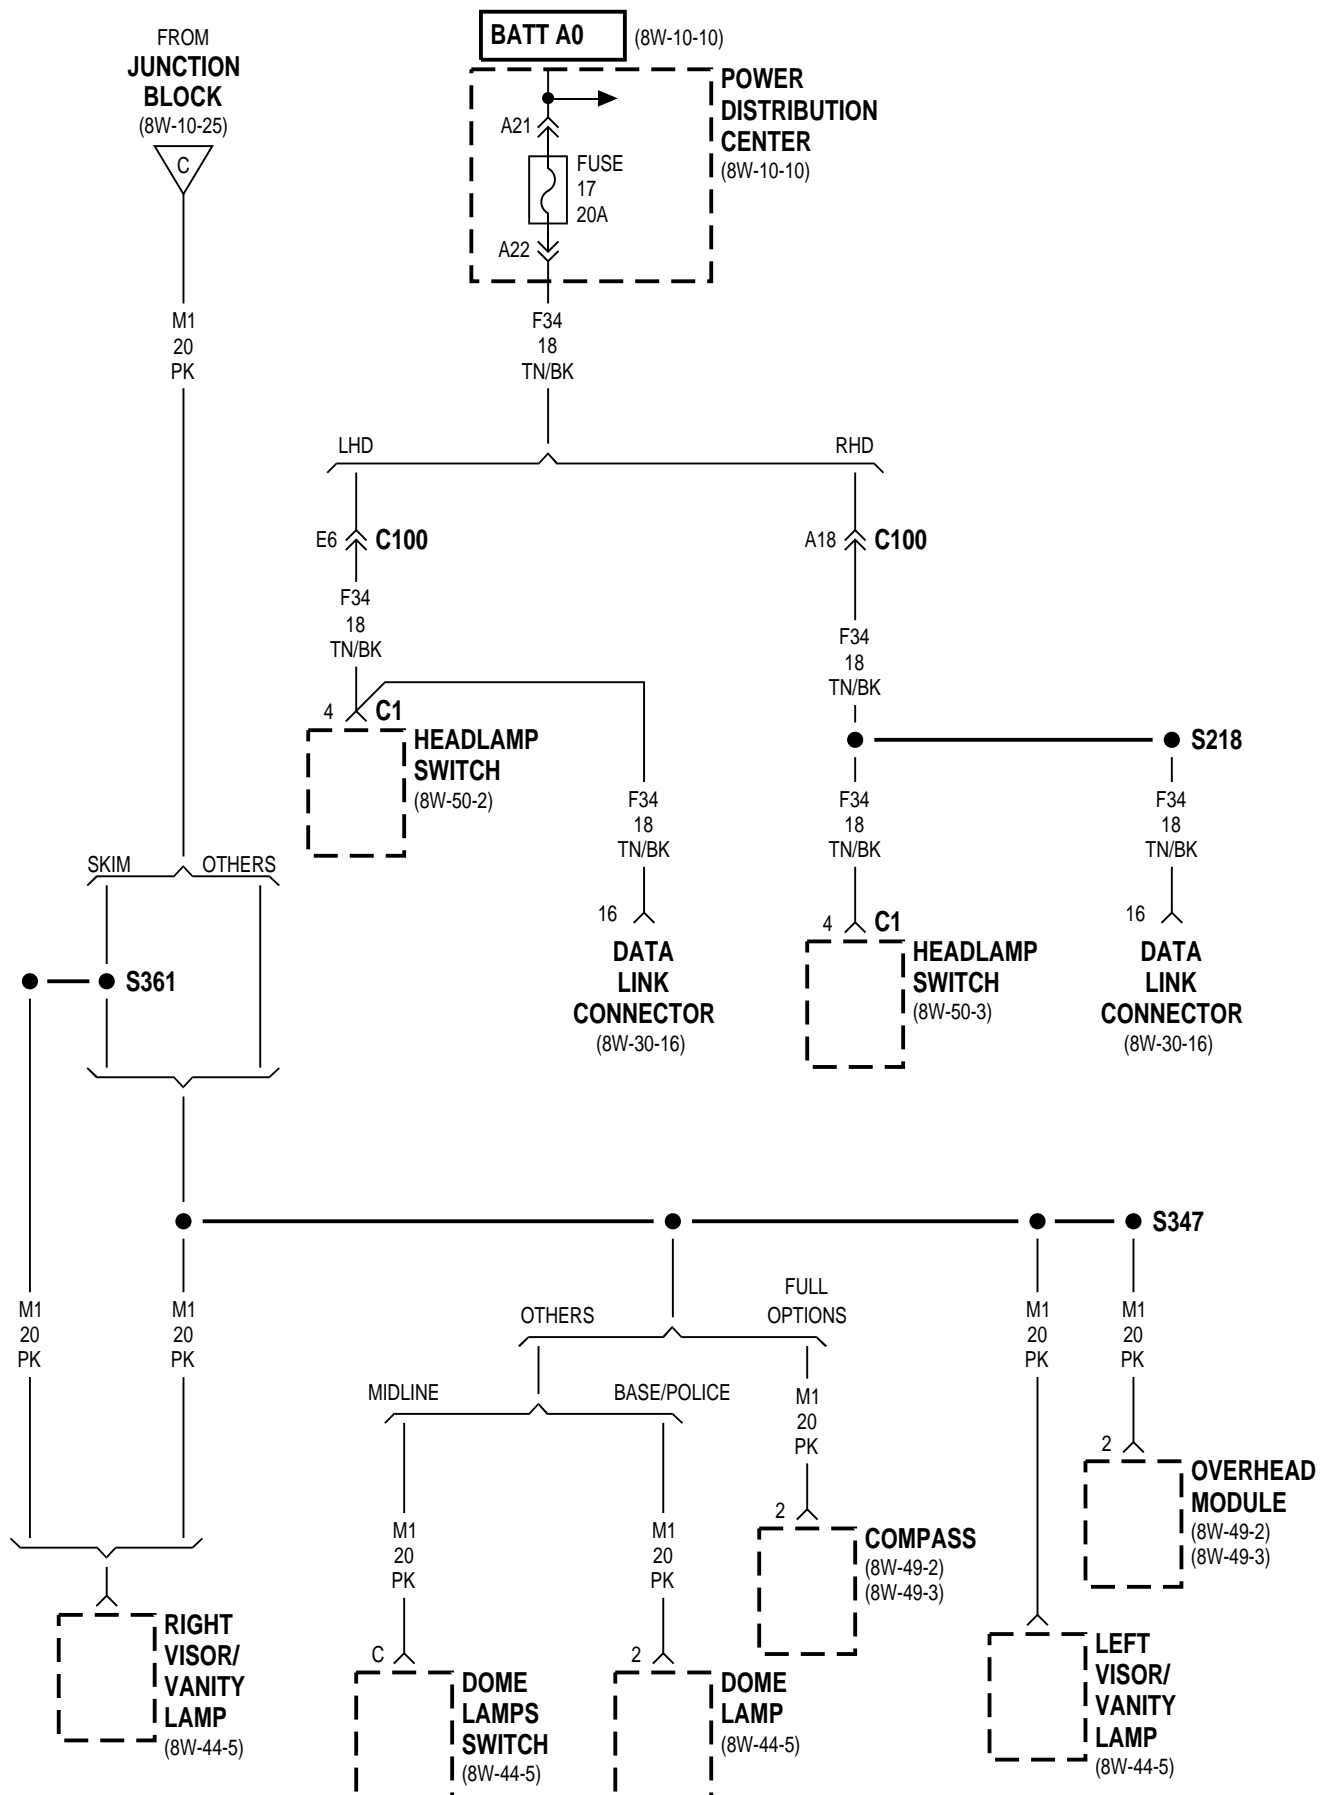 BATT A0 (8W-10-10)
FROM
JUNCTION
BLOCK
(8W-10-25)
C
POWER
DISTRIBUTION
CENTER
(8W-10-10)
A21
FUSE
17
20A
A22
M1
20
PK
F34
18
TN/BK
LHD
RHD
E6 C100
A18 C100
F34
18
TN/BK
F34
18
TN/BK
4 C1
HEADLAMP
SWITCH
(8W-50-2)
S218
F34
18
TN/BK
F34
18
TN/BK
F34
18
TN/BK
SKIM OTHERS
16
DATA
LINK
CONNECTOR
(8W-30-16)
4 C1
HEADLAMP
SWITCH
(8W-50-3)
16
DATA
LINK
CONNECTOR
(8W-30-16)
S361
S347
M1
20
PK
M1
20
PK
OTHERS
FULL
OPTIONS
M1
20
PK
M1
20
PK
MIDLINE
BASE/POLICE
M1
20
PK
2
OVERHEAD
MODULE
(8W-49-2)
(8W-49-3)
M1
20
PK
M1
20
PK
2
COMPASS
(8W-49-2)
(8W-49-3)
RIGHT
VISOR/
VANITY
LAMP
(8W-44-5)
C
DOME
LAMPS
SWITCH
(8W-44-5)
2
DOME
LAMP
(8W-44-5)
LEFT
VISOR/
VANITY
LAMP
(8W-44-5)